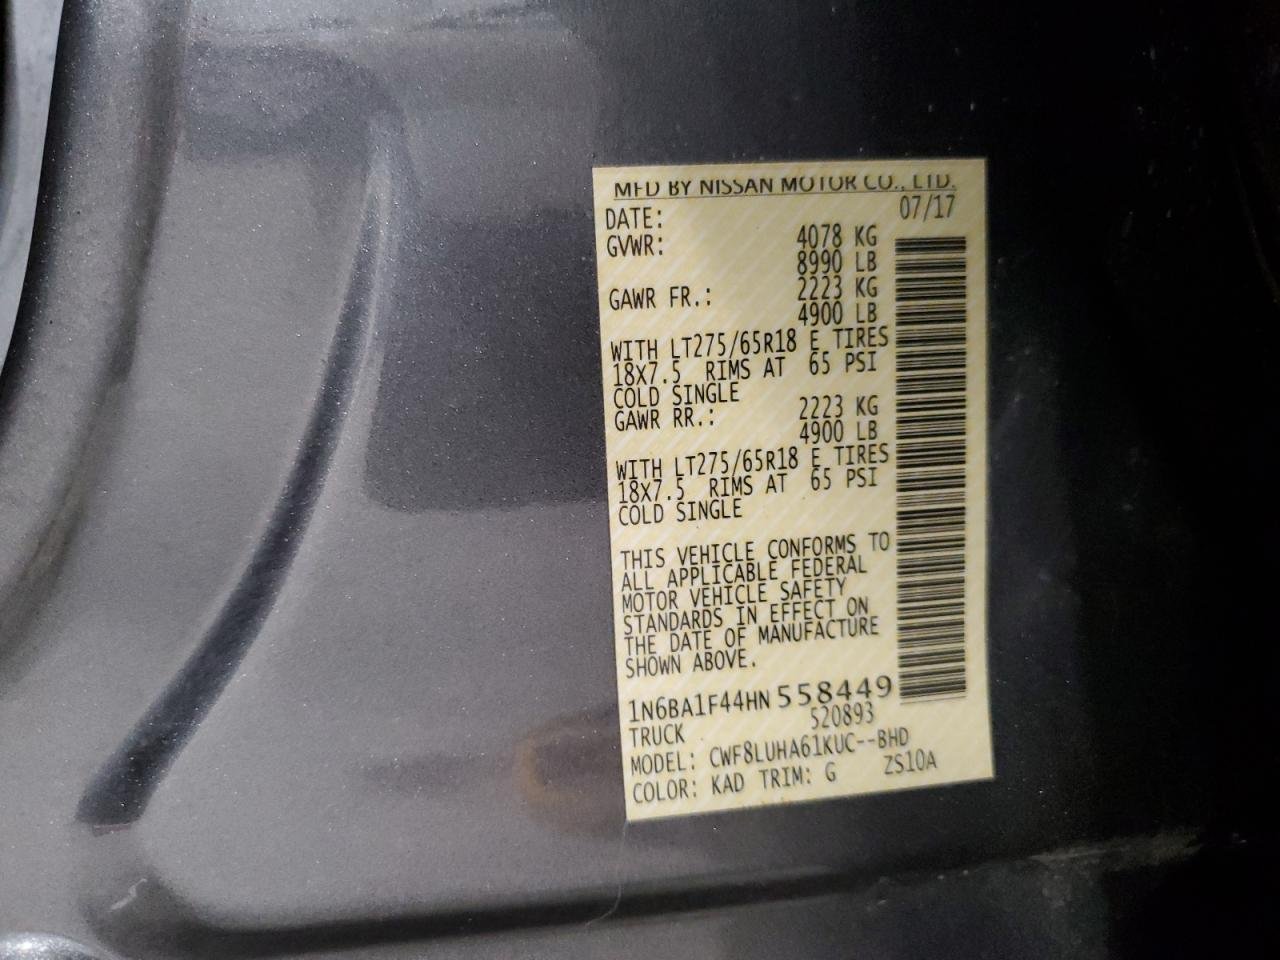 MFD BY NISSAN MOTOR CO., LTD.
DATE: 07/17
GVWR: 4078 KG
8990 LB
GAWR FR.: 2223 KG
4900 LB
WITH LT275/65R18 E TIRES
18X7.5 RIMS AT 65 PSI
COLD SINGLE
GAWR RR.: 2223 KG
4900 LB
WITH LT275/65R18 E TIRES
18X7.5 RIMS AT 65 PSI
COLD SINGLE
THIS VEHICLE CONFORMS TO
ALL APPLICABLE FEDERAL
MOTOR VEHICLE SAFETY
STANDARDS IN EFFECT ON
THE DATE OF MANUFACTURE
SHOWN ABOVE.
1N6BA1F44HN 558449
520893
TRUCK
MODEL: CWF8LUHA61KUC--BHD
COLOR: KAD TRIM: G ZS10A